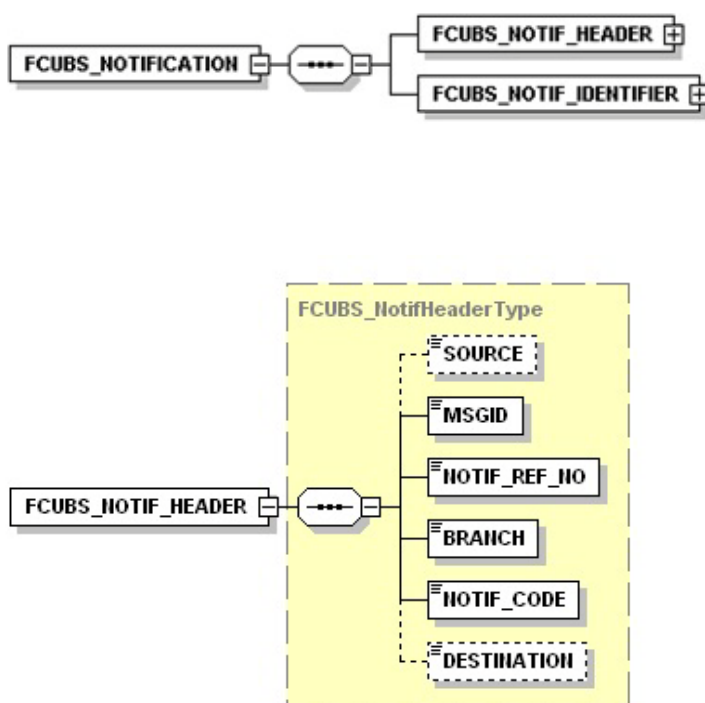 FCUBS_NOTIFICATION
FCUBS_NOTIF_HEADER
FCUBS_NOTIF_IDENTIFIER
FCUBS_NotifHeaderType
SOURCE
MSGID
NOTIF_REF_NO
FCUBS_NOTIF_HEADER
BRANCH
NOTIF_CODE
DESTINATION